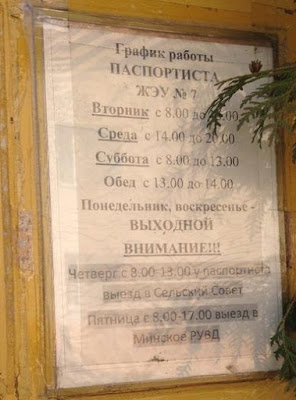 График работы
ПАСПОРТИСТА
ЖЭУ № 7
Вторник с 8.00 до
Среда с 14.00 до 20.00
Суббота с 8.00 до 13.00
Обед с 13.00 до 14.00
Понедельник, воскресенье -
ВЫХОДНОЙ
ВНИМАНИЕ!!!
Четверг с 8.00-13.00 у паспортиста
выезд в Сельский Совет
Пятница с 8.00-17.00 выезд в
Минское РУВД